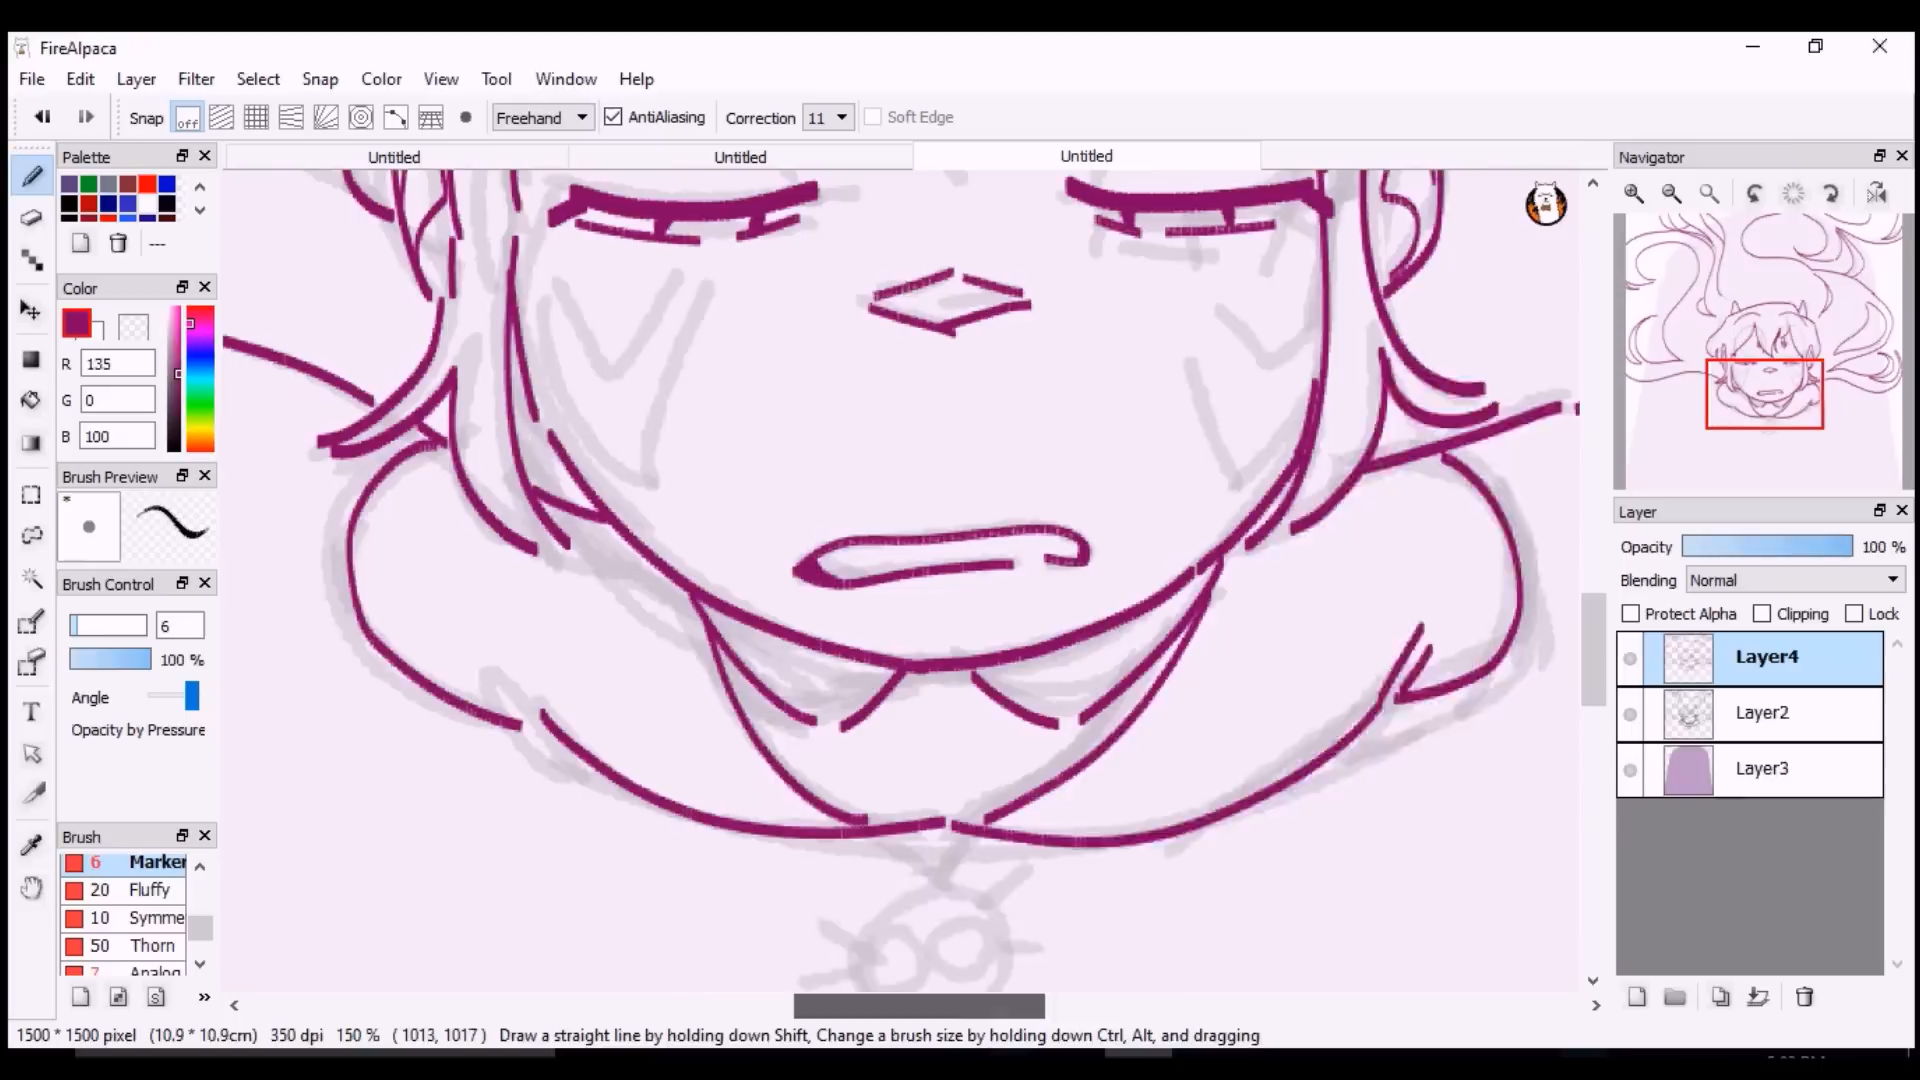 FireAlpaca
File Edit Layer Filter Select Snap Color View Tool Window Help
Snap off Freehand AntiAliasing Correction 11 Soft Edge
Palette
Untitled Untitled Untitled
Navigator
---
Color
R 135
G 0
B 100
Brush Preview
*
Brush Control
6
100 %
Angle
Opacity by Pressure
Brush
6 Marker
20 Fluffy
10 Symme
50 Thorn
7 Analog
S
»
Layer
Opacity 100 %
Blending Normal
Protect Alpha Clipping Lock
Layer4
Layer2
Layer3
1500 * 1500 pixel (10.9 * 10.9cm) 350 dpi 150 % ( 1013, 1017 ) Draw a straight line by holding down Shift, Change a brush size by holding down Ctrl, Alt, and dragging